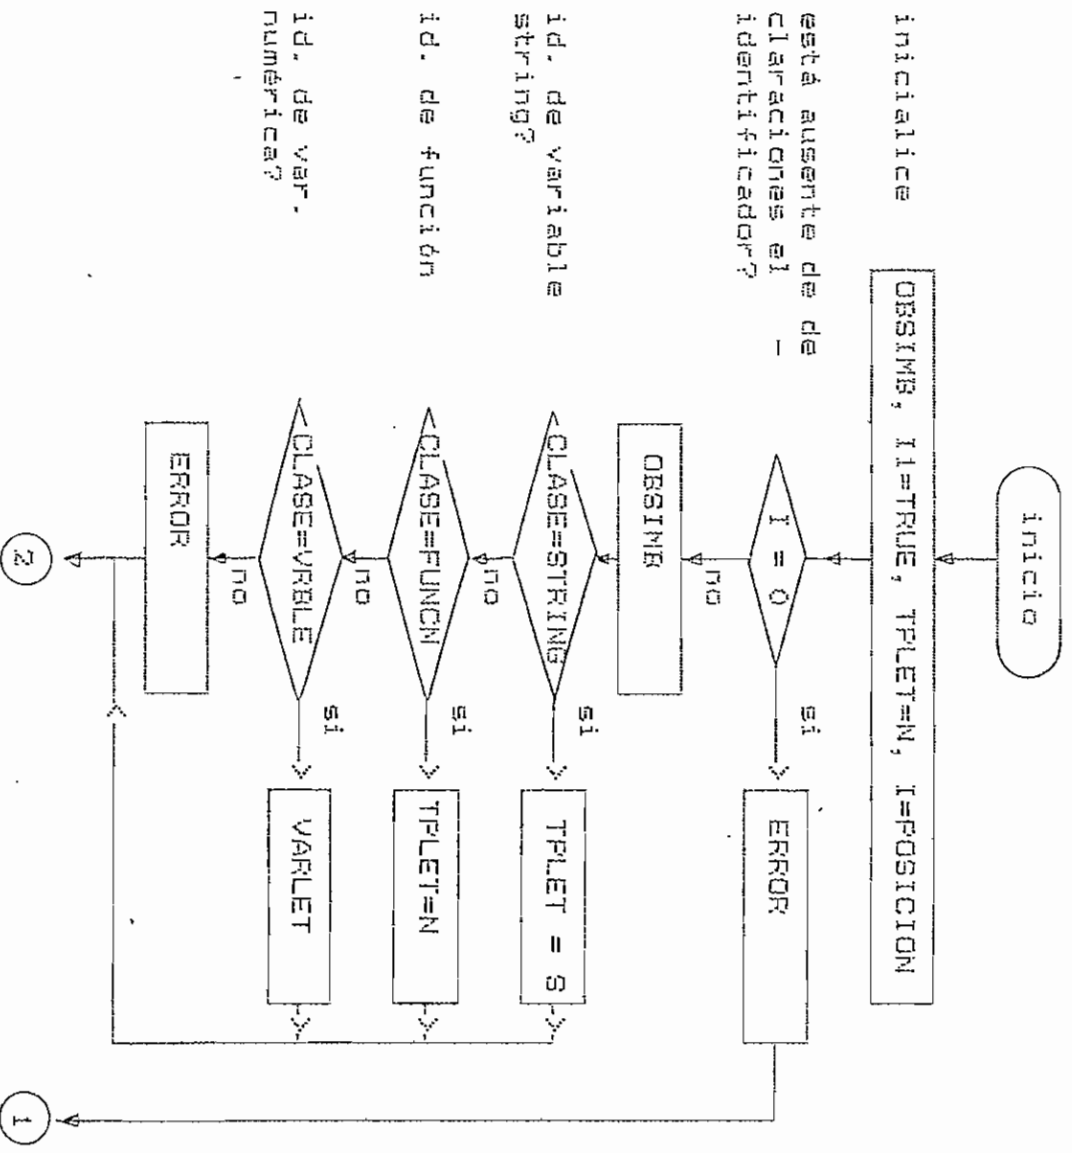 inicio
inicialice
OBSIMB, I1=TRUE, TPLET=N, I=POSICION
está ausente de de
claraciones el -
identificador?
I = 0
si
ERROR
no
OBSIMB
id. de variable
string?
CLASE=STRING
si
TPLET = S
no
id. de función
CLASE=FUNCN
si
TPLET=N
no
id. de var.
numérica?
CLASE=VRBLE
si
VARLET
no
ERROR
2
1